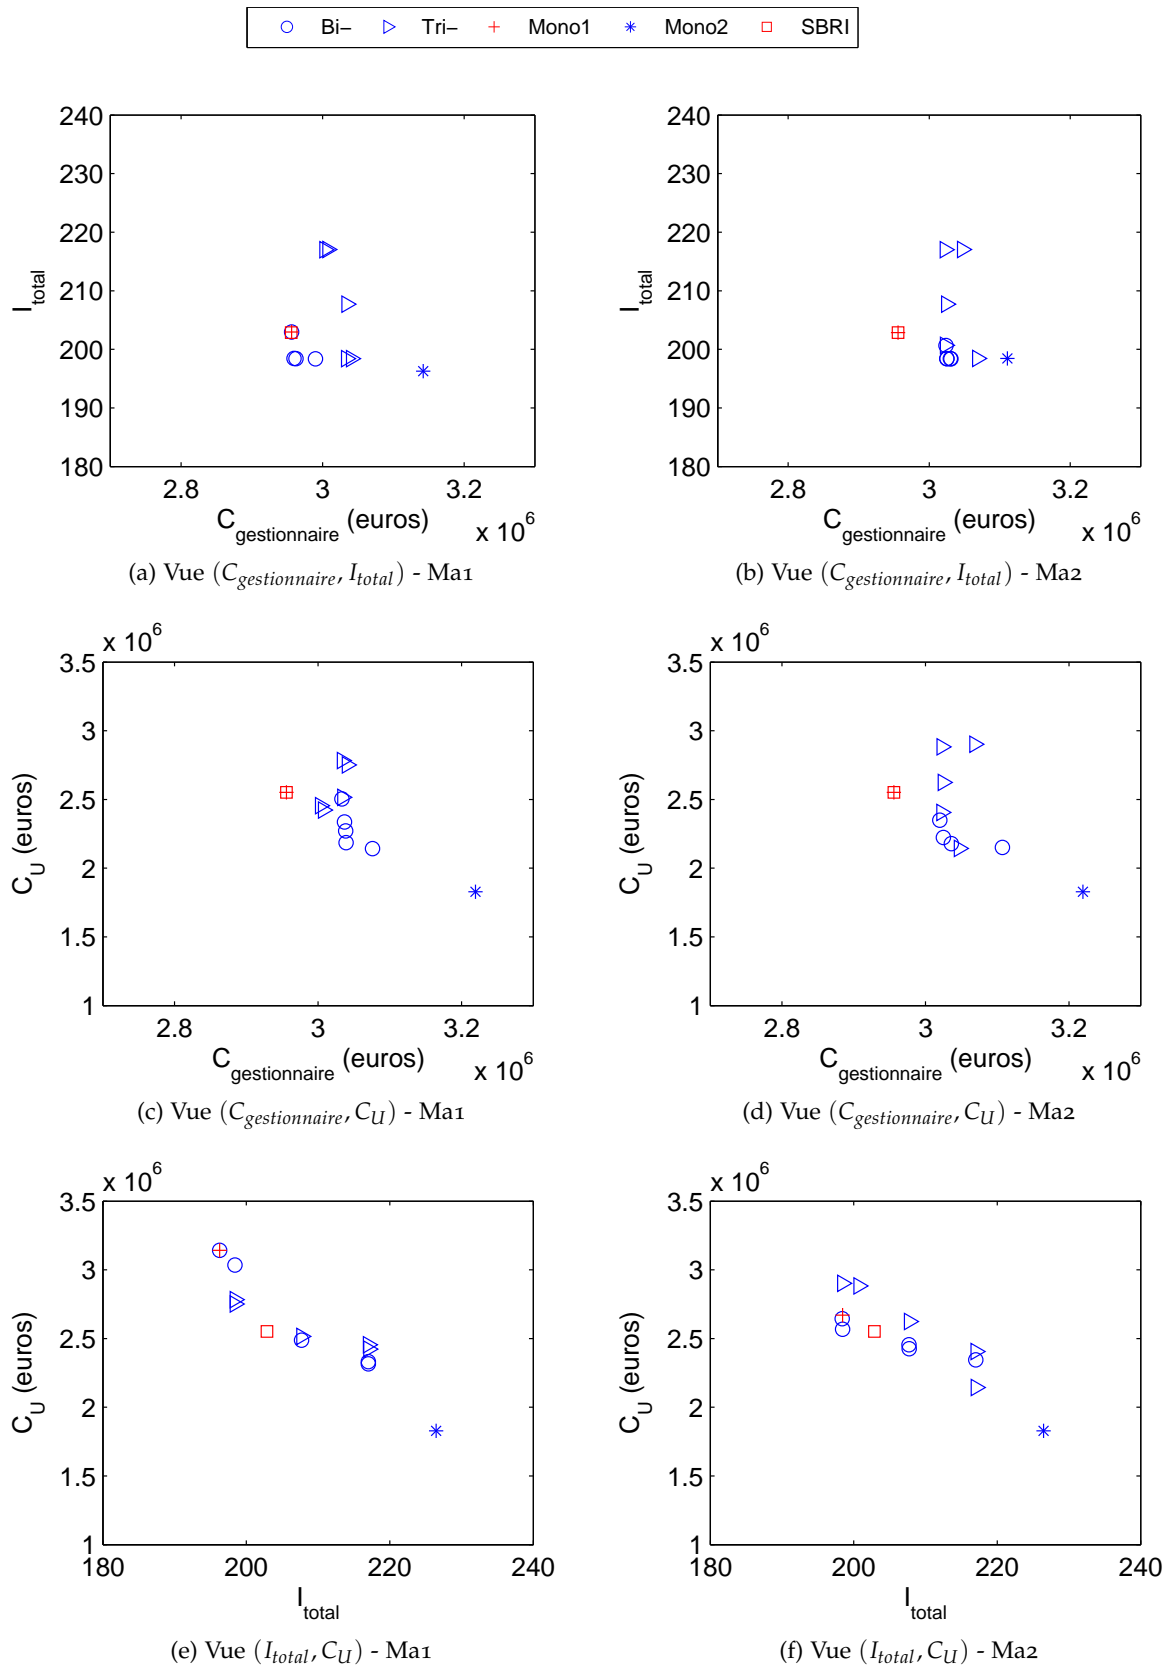 Bi− Tri− Mono1 Mono2 SBRI
240
230
220
210
200
190
180
I_total
2.8 3 3.2
C_gestionnaire (euros) x 10^6
(a) Vue (C_gestionnaire, I_total) - Ma1
240
230
220
210
200
190
180
I_total
2.8 3 3.2
C_gestionnaire (euros) x 10^6
(b) Vue (C_gestionnaire, I_total) - Ma2
x 10^6
3.5
3
2.5
2
1.5
1
C_U (euros)
2.8 3 3.2
C_gestionnaire (euros) x 10^6
(c) Vue (C_gestionnaire, C_U) - Ma1
x 10^6
3.5
3
2.5
2
1.5
1
C_U (euros)
2.8 3 3.2
C_gestionnaire (euros) x 10^6
(d) Vue (C_gestionnaire, C_U) - Ma2
x 10^6
3.5
3
2.5
2
1.5
1
C_U (euros)
180 200 220 240
I_total
(e) Vue (I_total, C_U) - Ma1
x 10^6
3.5
3
2.5
2
1.5
1
C_U (euros)
180 200 220 240
I_total
(f) Vue (I_total, C_U) - Ma2